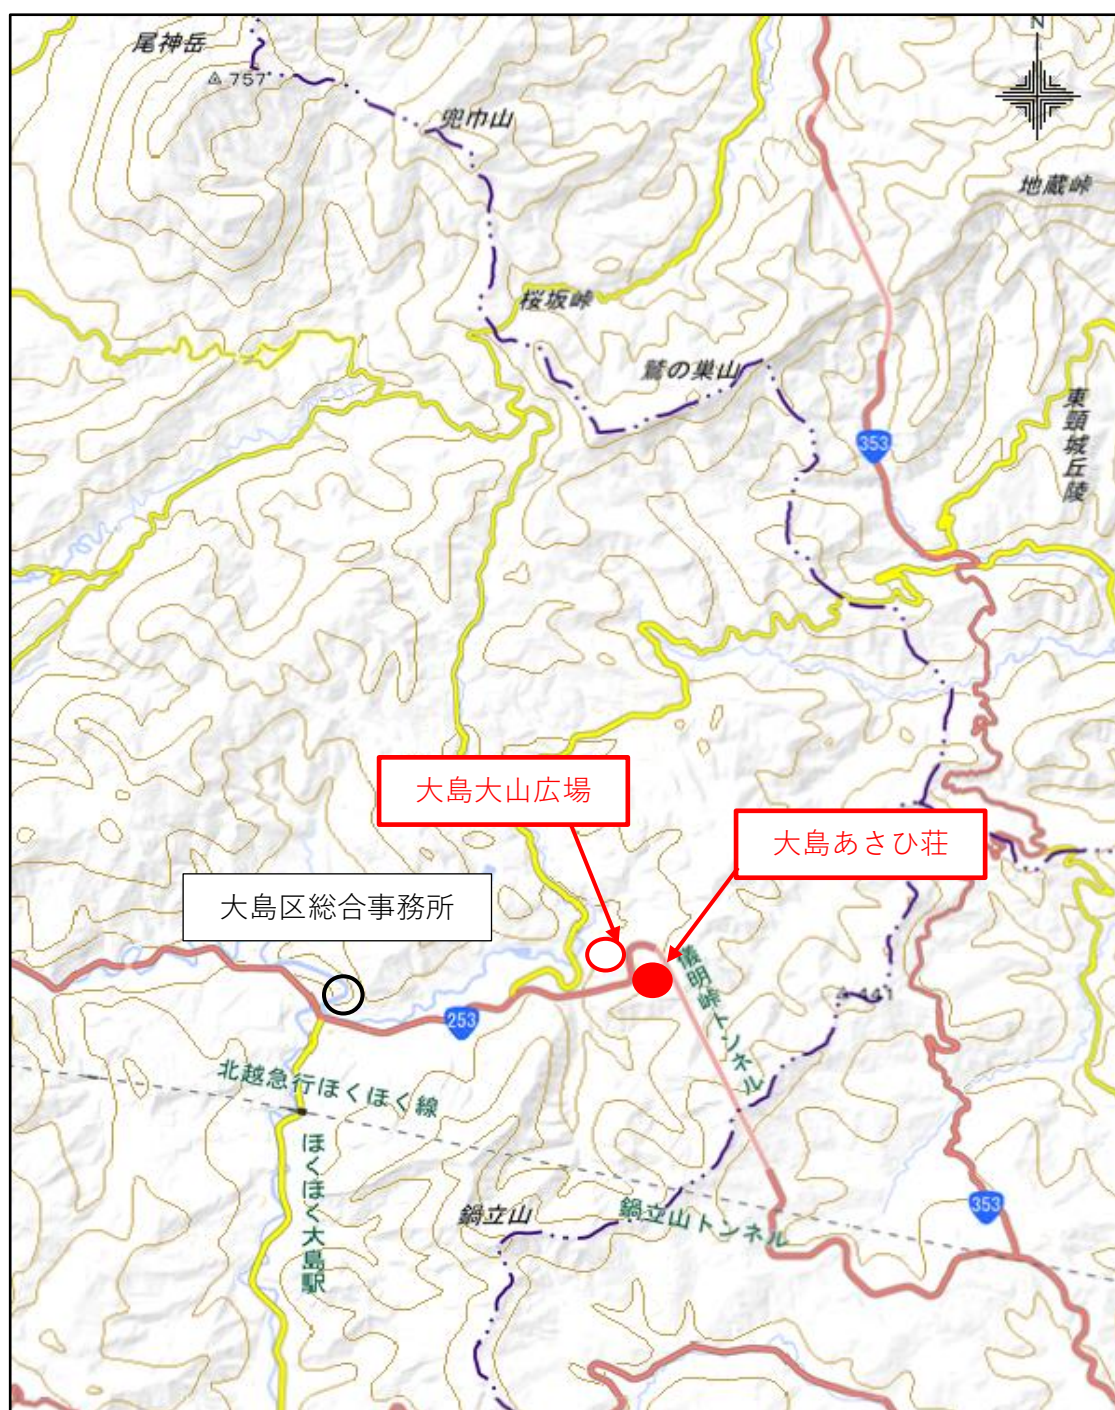 N
尾神岳
757
兜巾山
地蔵峠
桜坂峠
鷲の巣山
東頸城丘陵
353
大島大山広場
大島あさひ荘
大島区総合事務所
儀明峠トンネル
253
北越急行ほくほく線
ほくほく大島駅
鍋立山
鍋立山トンネル
353